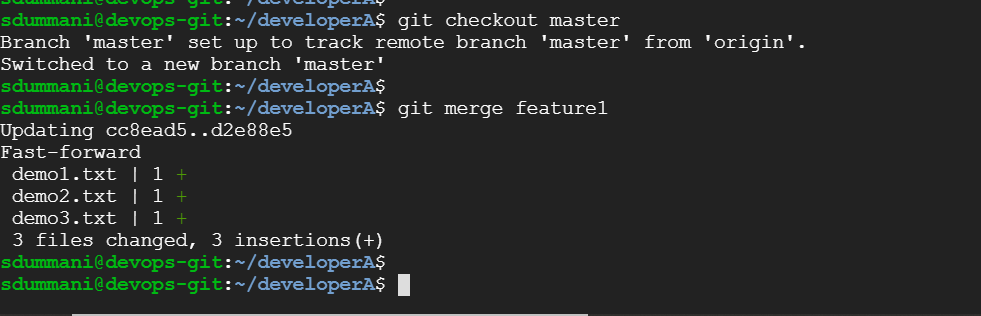 sdummani@devops-git:~/developerA$
sdummani@devops-git:~/developerA$ git checkout master
Branch 'master' set up to track remote branch 'master' from 'origin'.
Switched to a new branch 'master'
sdummani@devops-git:~/developerA$
sdummani@devops-git:~/developerA$ git merge feature1
Updating cc8ead5..d2e88e5
Fast-forward
 demo1.txt | 1 +
 demo2.txt | 1 +
 demo3.txt | 1 +
 3 files changed, 3 insertions(+)
sdummani@devops-git:~/developerA$
sdummani@devops-git:~/developerA$